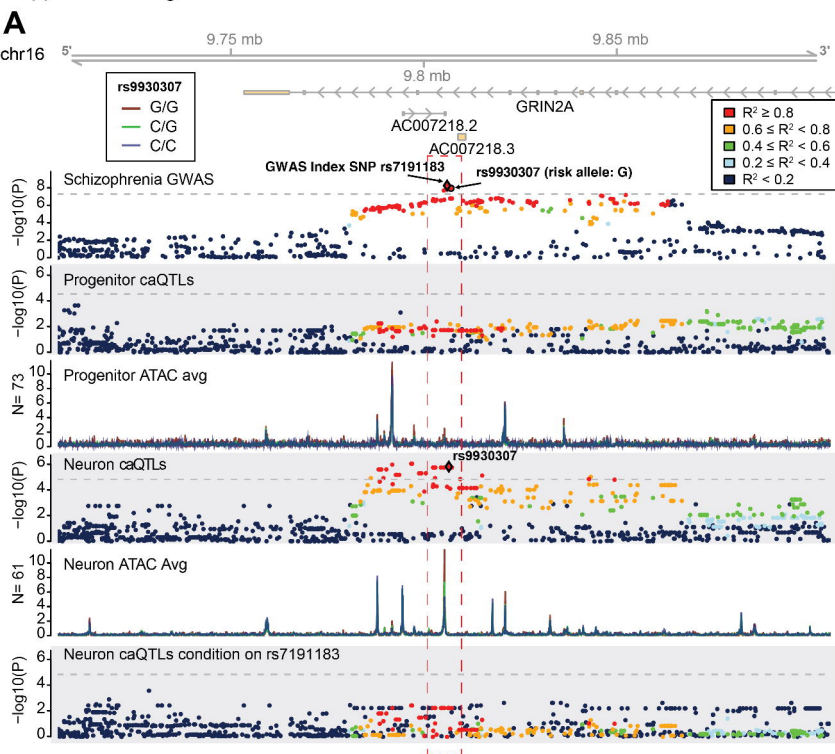 A
9.75 mb
9.85 mb
chr16
5'
3'
9.8 mb
rs9930307
G/G
C/G
C/C
GRIN2A
AC007218.2
AC007218.3
R² ≥ 0.8
0.6 ≤ R² < 0.8
0.4 ≤ R² < 0.6
0.2 ≤ R² < 0.4
R² < 0.2
GWAS Index SNP rs7191183
rs9930307 (risk allele: G)
Schizophrenia GWAS
−log10(P)
8
6
4
2
0
Progenitor caQTLs
−log10(P)
6
4
2
0
Progenitor ATAC avg
N= 73
10
8
6
4
2
0
Neuron caQTLs
rs9930307
−log10(P)
6
4
2
0
Neuron ATAC Avg
N= 61
10
8
6
4
2
0
Neuron caQTLs condition on rs7191183
−log10(P)
6
4
2
0